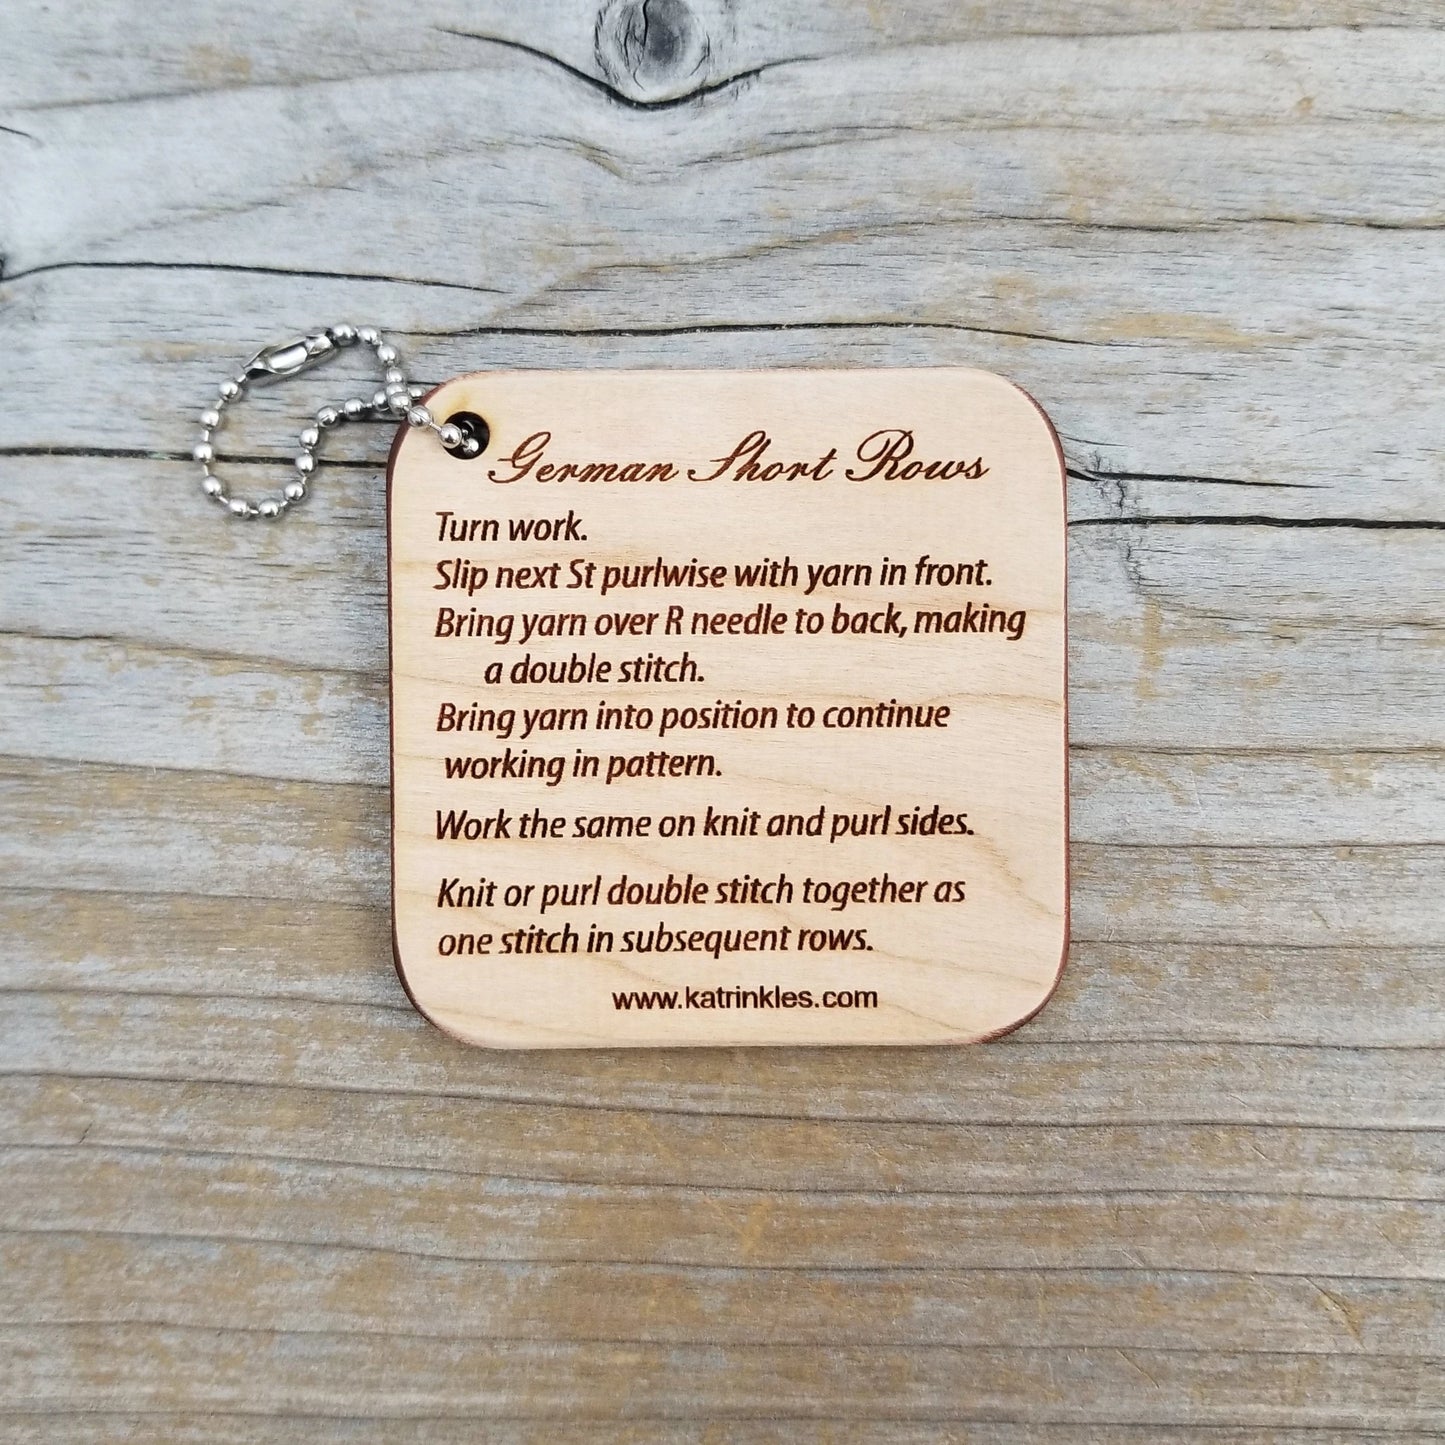 German Short Rows
Turn work.
Slip next St purlwise with yarn in front.
Bring yarn over R needle to back, making
a double stitch.
Bring yarn into position to continue
working in pattern.
Work the same on knit and purl sides.
Knit or purl double stitch together as
one stitch in subsequent rows.
www.katrinkles.com